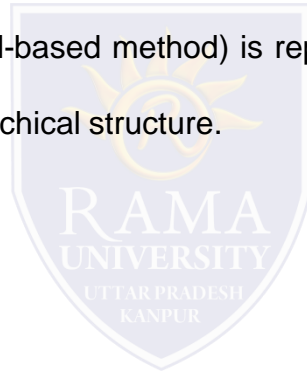 l-based method) is rep
chical structure.
RAMA
UNIVERSITY
UTTAR PRADESH
KANPUR